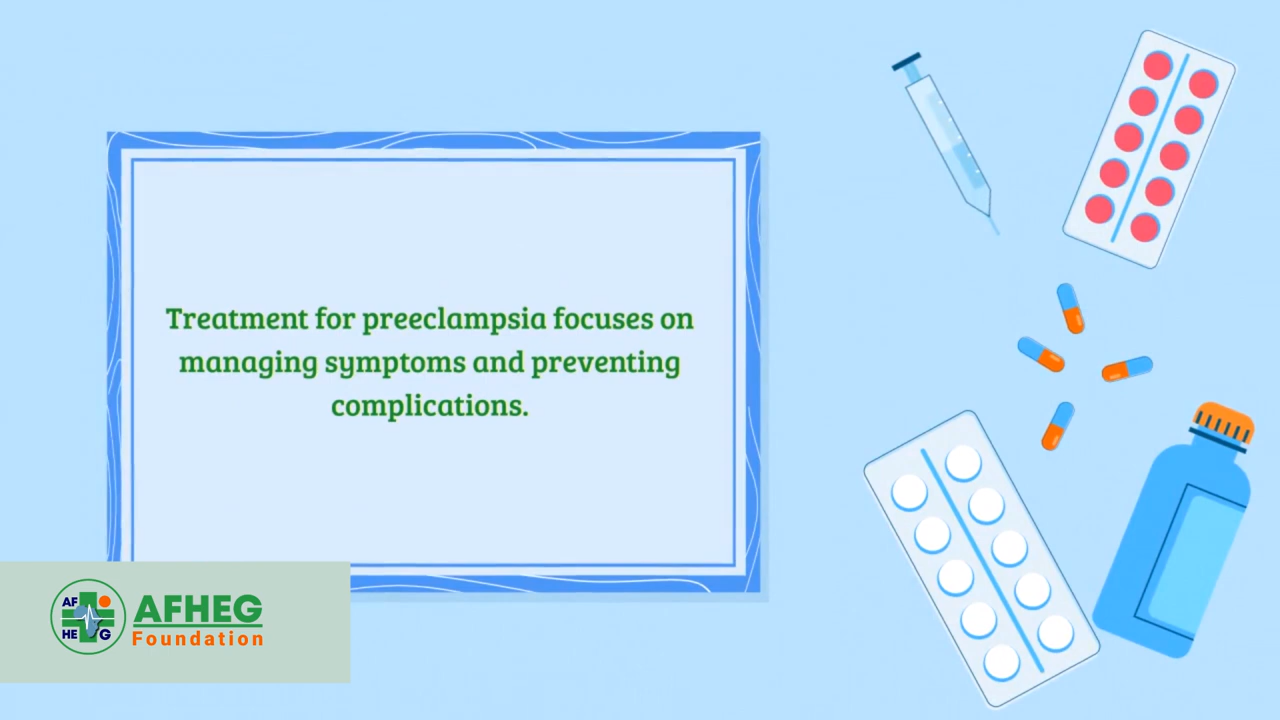 Treatment for preeclampsia focuses on
managing symptoms and preventing
complications.
AF
HE G
AFHEG
Foundation